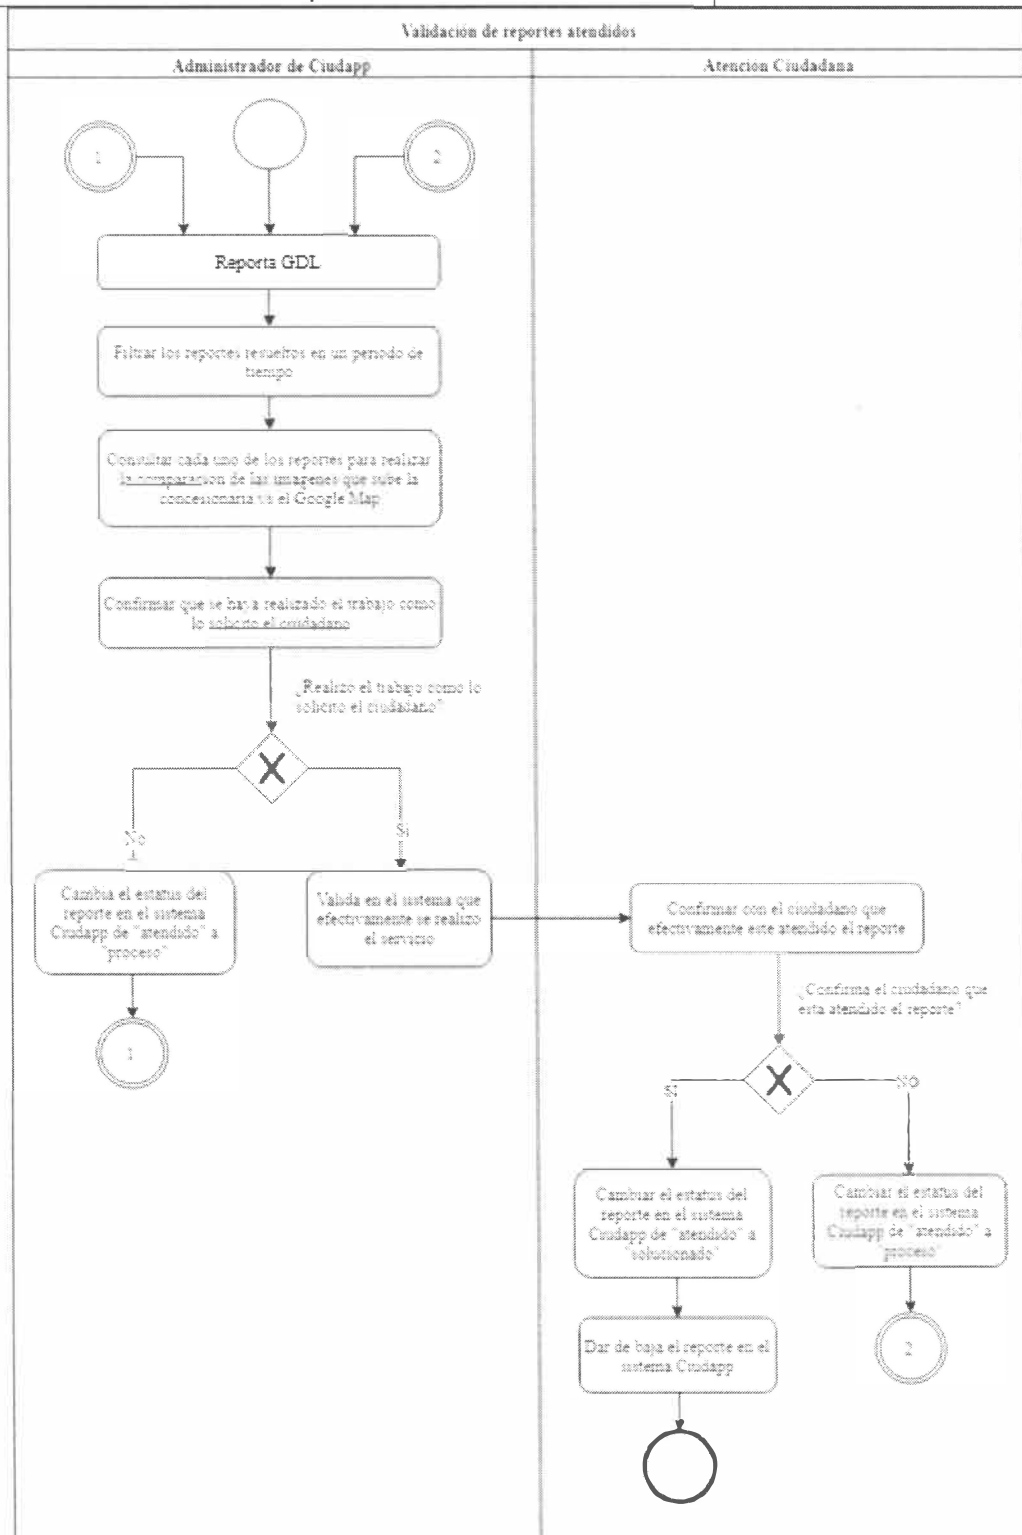 Validación de reportes atendidos
Administrador de Ciudapp
Atención Ciudadana
1
2
Reporta GDL
Filtrar los reportes resueltos en un periodo de
tiempo
Consultar cada uno de los reportes para realizar
la comparación de las imágenes que sube la
concesionaria vs el Google Map
Confirmar que se haya realizado el trabajo como
lo solicito el ciudadano
¿Realizo el trabajo como lo
solicito el ciudadano?
No
Si
Cambia el estatus del
reporte en el sistema
Ciudapp de "atendido" a
"proceso"
Valida en el sistema que
efectivamente se realizo
el servicio
Confirmar con el ciudadano que
efectivamente este atendido el reporte
1
¿Confirma el ciudadano que
esta atendido el reporte?
Si
No
Cambiar el estatus del
reporte en el sistema
Ciudapp de "atendido" a
"solucionado"
Cambiar el estatus del
reporte en el sistema
Ciudapp de "atendido" a
"proceso"
Dar de baja el reporte en el
sistema Ciudapp
2